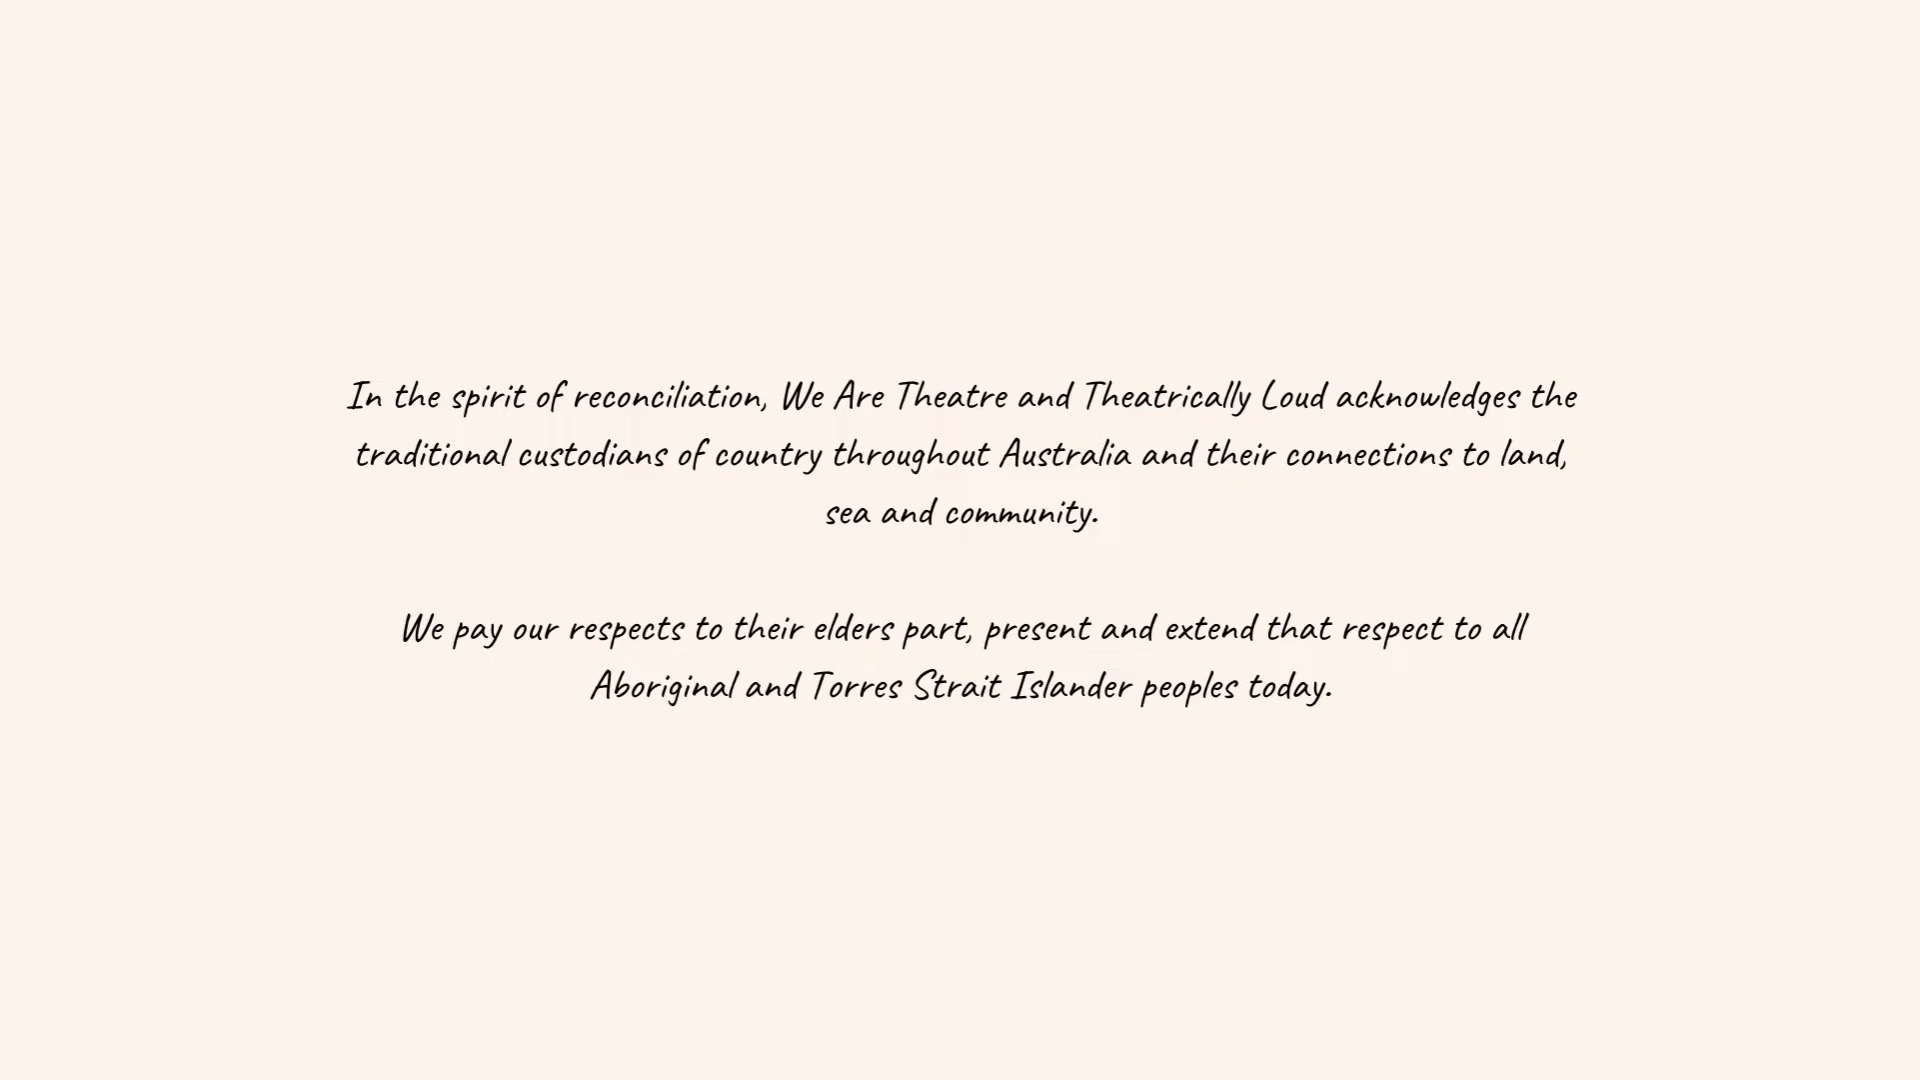 In the spirit of reconciliation, We Are Theatre and Theatrically Loud acknowledges the
traditional custodians of country throughout Australia and their connections to land,
sea and community.
We pay our respects to their elders part, present and extend that respect to all
Aboriginal and Torres Strait Islander peoples today.